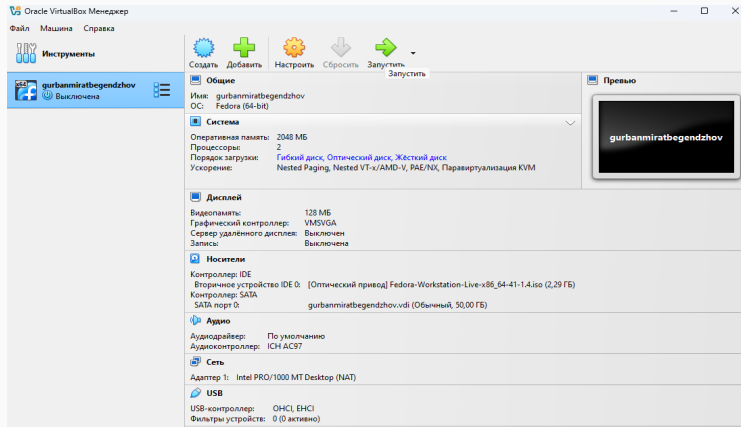 Oracle VirtualBox Менеджер
Файл Машина Справка
Инструменты
Создать Добавить Настроить Сбросить Запустить
Запустить
x64
gurbanmiratbegendzhov
Выключена
Общие
Имя: gurbanmiratbegendzhov
ОС: Fedora (64-bit)
Превью
gurbanmiratbegendzhov
Система
Оперативная память: 2048 МБ
Процессоры: 2
Порядок загрузки: Гибкий диск, Оптический диск, Жёсткий диск
Ускорение: Nested Paging, Nested VT-x/AMD-V, PAE/NX, Паравиртуализация KVM
Дисплей
Видеопамять: 128 МБ
Графический контроллер: VMSVGA
Сервер удалённого дисплея: Выключен
Запись: Выключена
Носители
Контроллер: IDE
Вторичное устройство IDE 0: [Оптический привод] Fedora-Workstation-Live-x86_64-41-1.4.iso (2,29 ГБ)
Контроллер: SATA
SATA порт 0: gurbanmiratbegendzhov.vdi (Обычный, 50,00 ГБ)
Аудио
Аудиодрайвер: По умолчанию
Аудиоконтроллер: ICH AC97
Сеть
Адаптер 1: Intel PRO/1000 MT Desktop (NAT)
USB
USB-контроллер: OHCI, EHCI
Фильтры устройств: 0 (0 активно)